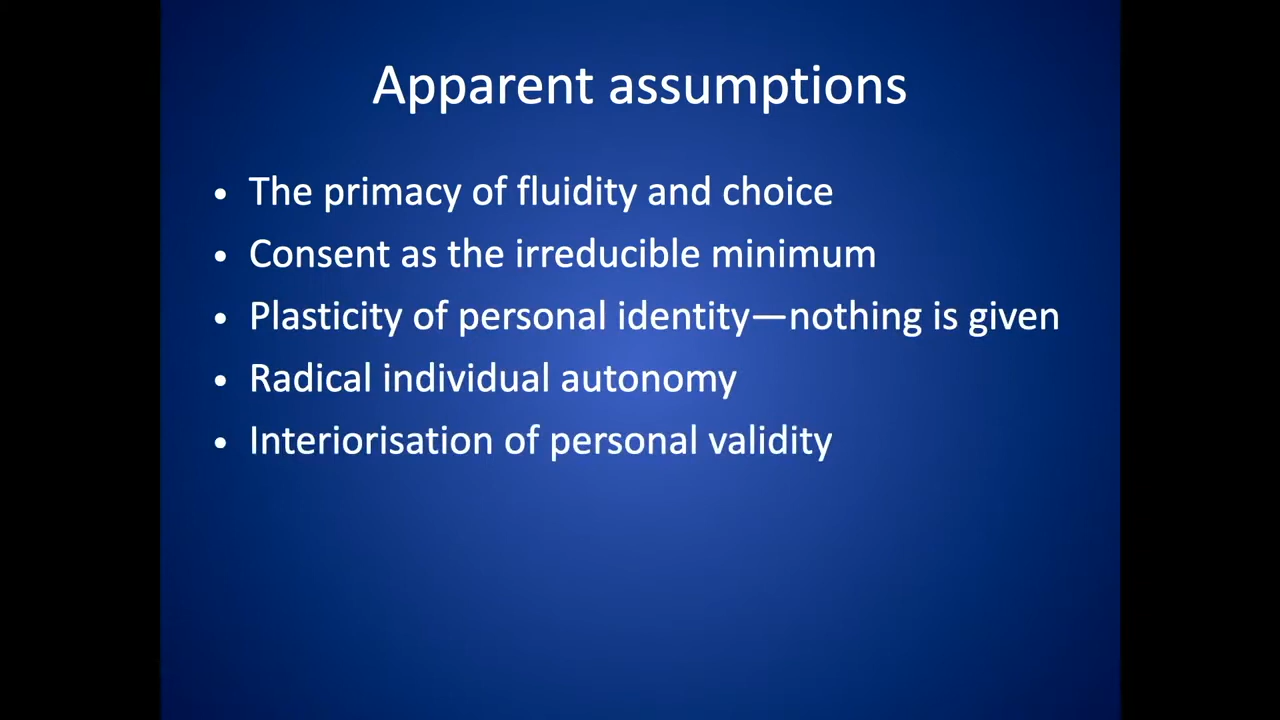 Apparent assumptions
• The primacy of fluidity and choice
• Consent as the irreducible minimum
• Plasticity of personal identity—nothing is given
• Radical individual autonomy
• Interiorisation of personal validity